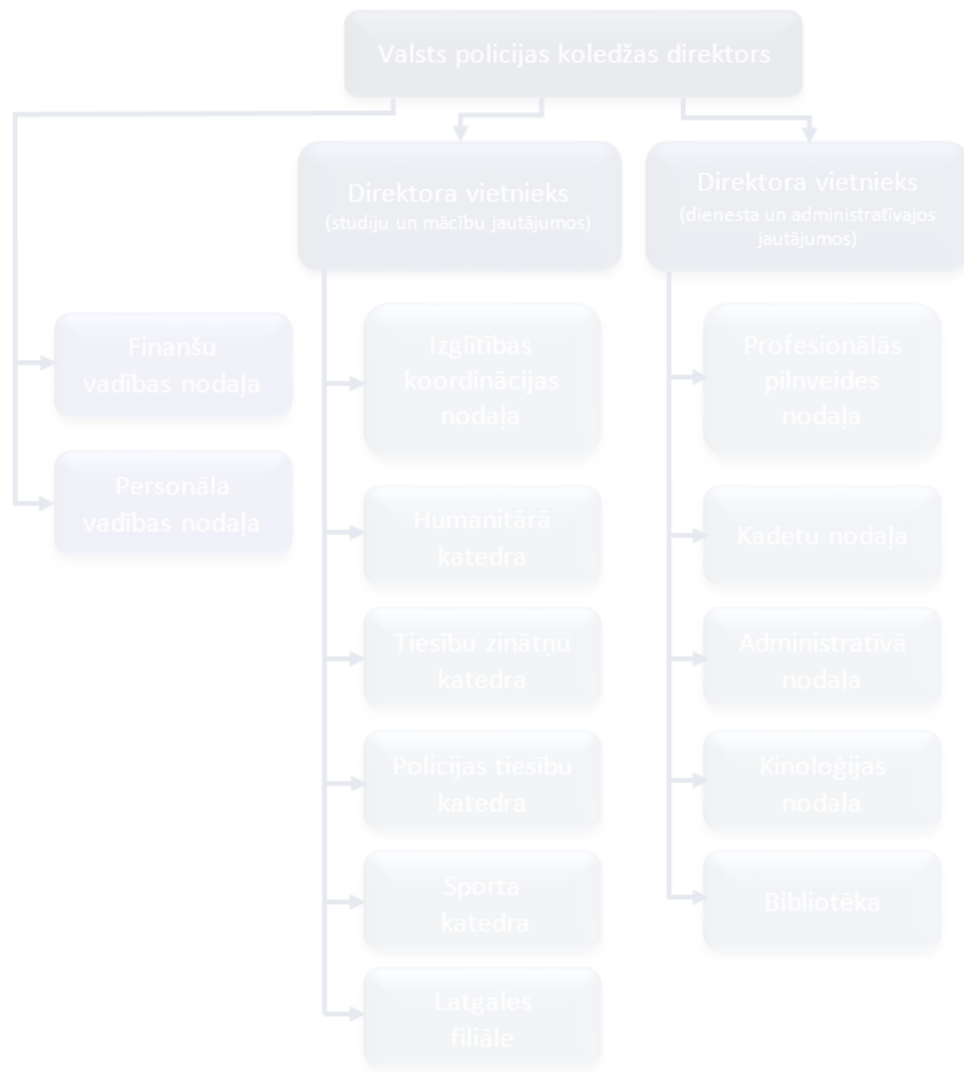 Valsts policijas koledžas direktors
Direktora vietnieks
(studiju un mācību jautājumos)
Direktora vietnieks
(dienesta un administratīvajos
jautājumos)
Finanšu
vadības nodaļa
Personāla
vadības nodaļa
Izglītības
koordinācijas
nodaļa
Humanitārā
katedra
Tiesību zinātņu
katedra
Policijas tiesību
katedra
Sporta
katedra
Latgales
filiāle
Profesionālās
pilnveides
nodaļa
Kadetu nodaļa
Administratīvā
nodaļa
Kinoloģijas
nodaļa
Bibliotēka